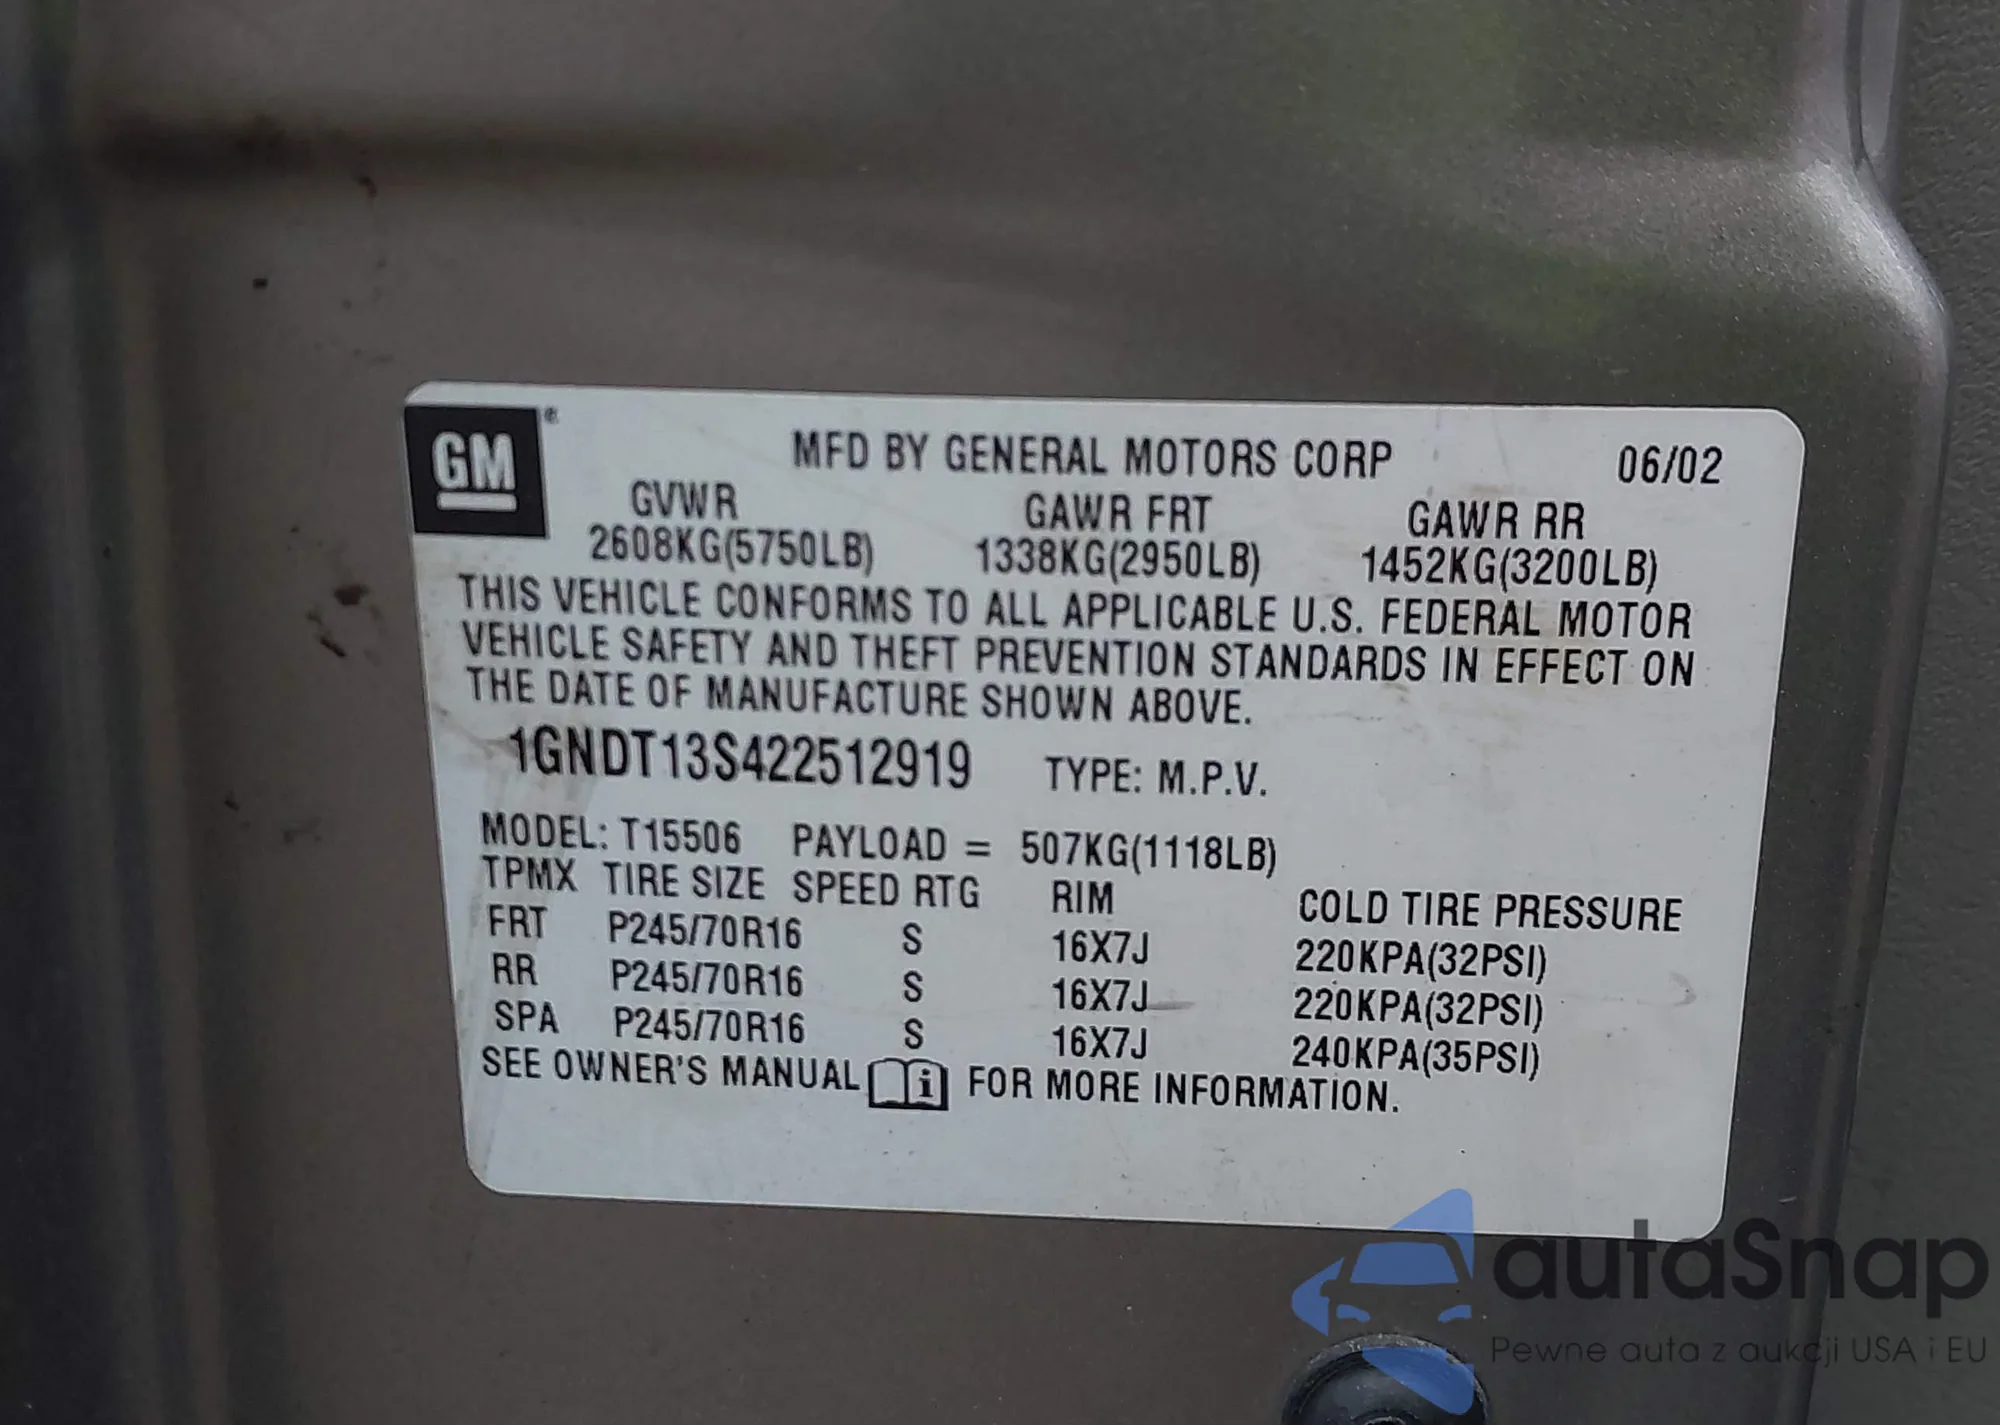 GM ®
MFD BY GENERAL MOTORS CORP 06/02
GVWR GAWR FRT GAWR RR
2608KG(5750LB) 1338KG(2950LB) 1452KG(3200LB)
THIS VEHICLE CONFORMS TO ALL APPLICABLE U.S. FEDERAL MOTOR
VEHICLE SAFETY AND THEFT PREVENTION STANDARDS IN EFFECT ON
THE DATE OF MANUFACTURE SHOWN ABOVE.
1GNDT13S422512919 TYPE: M.P.V.
MODEL: T15506 PAYLOAD = 507KG(1118LB)
TPMX TIRE SIZE SPEED RTG RIM COLD TIRE PRESSURE
FRT P245/70R16 S 16X7J 220KPA(32PSI)
RR P245/70R16 S 16X7J 220KPA(32PSI)
SPA P245/70R16 S 16X7J 240KPA(35PSI)
SEE OWNER'S MANUAL i FOR MORE INFORMATION.
autaSnap
Pewne auta z aukcji USA i EU